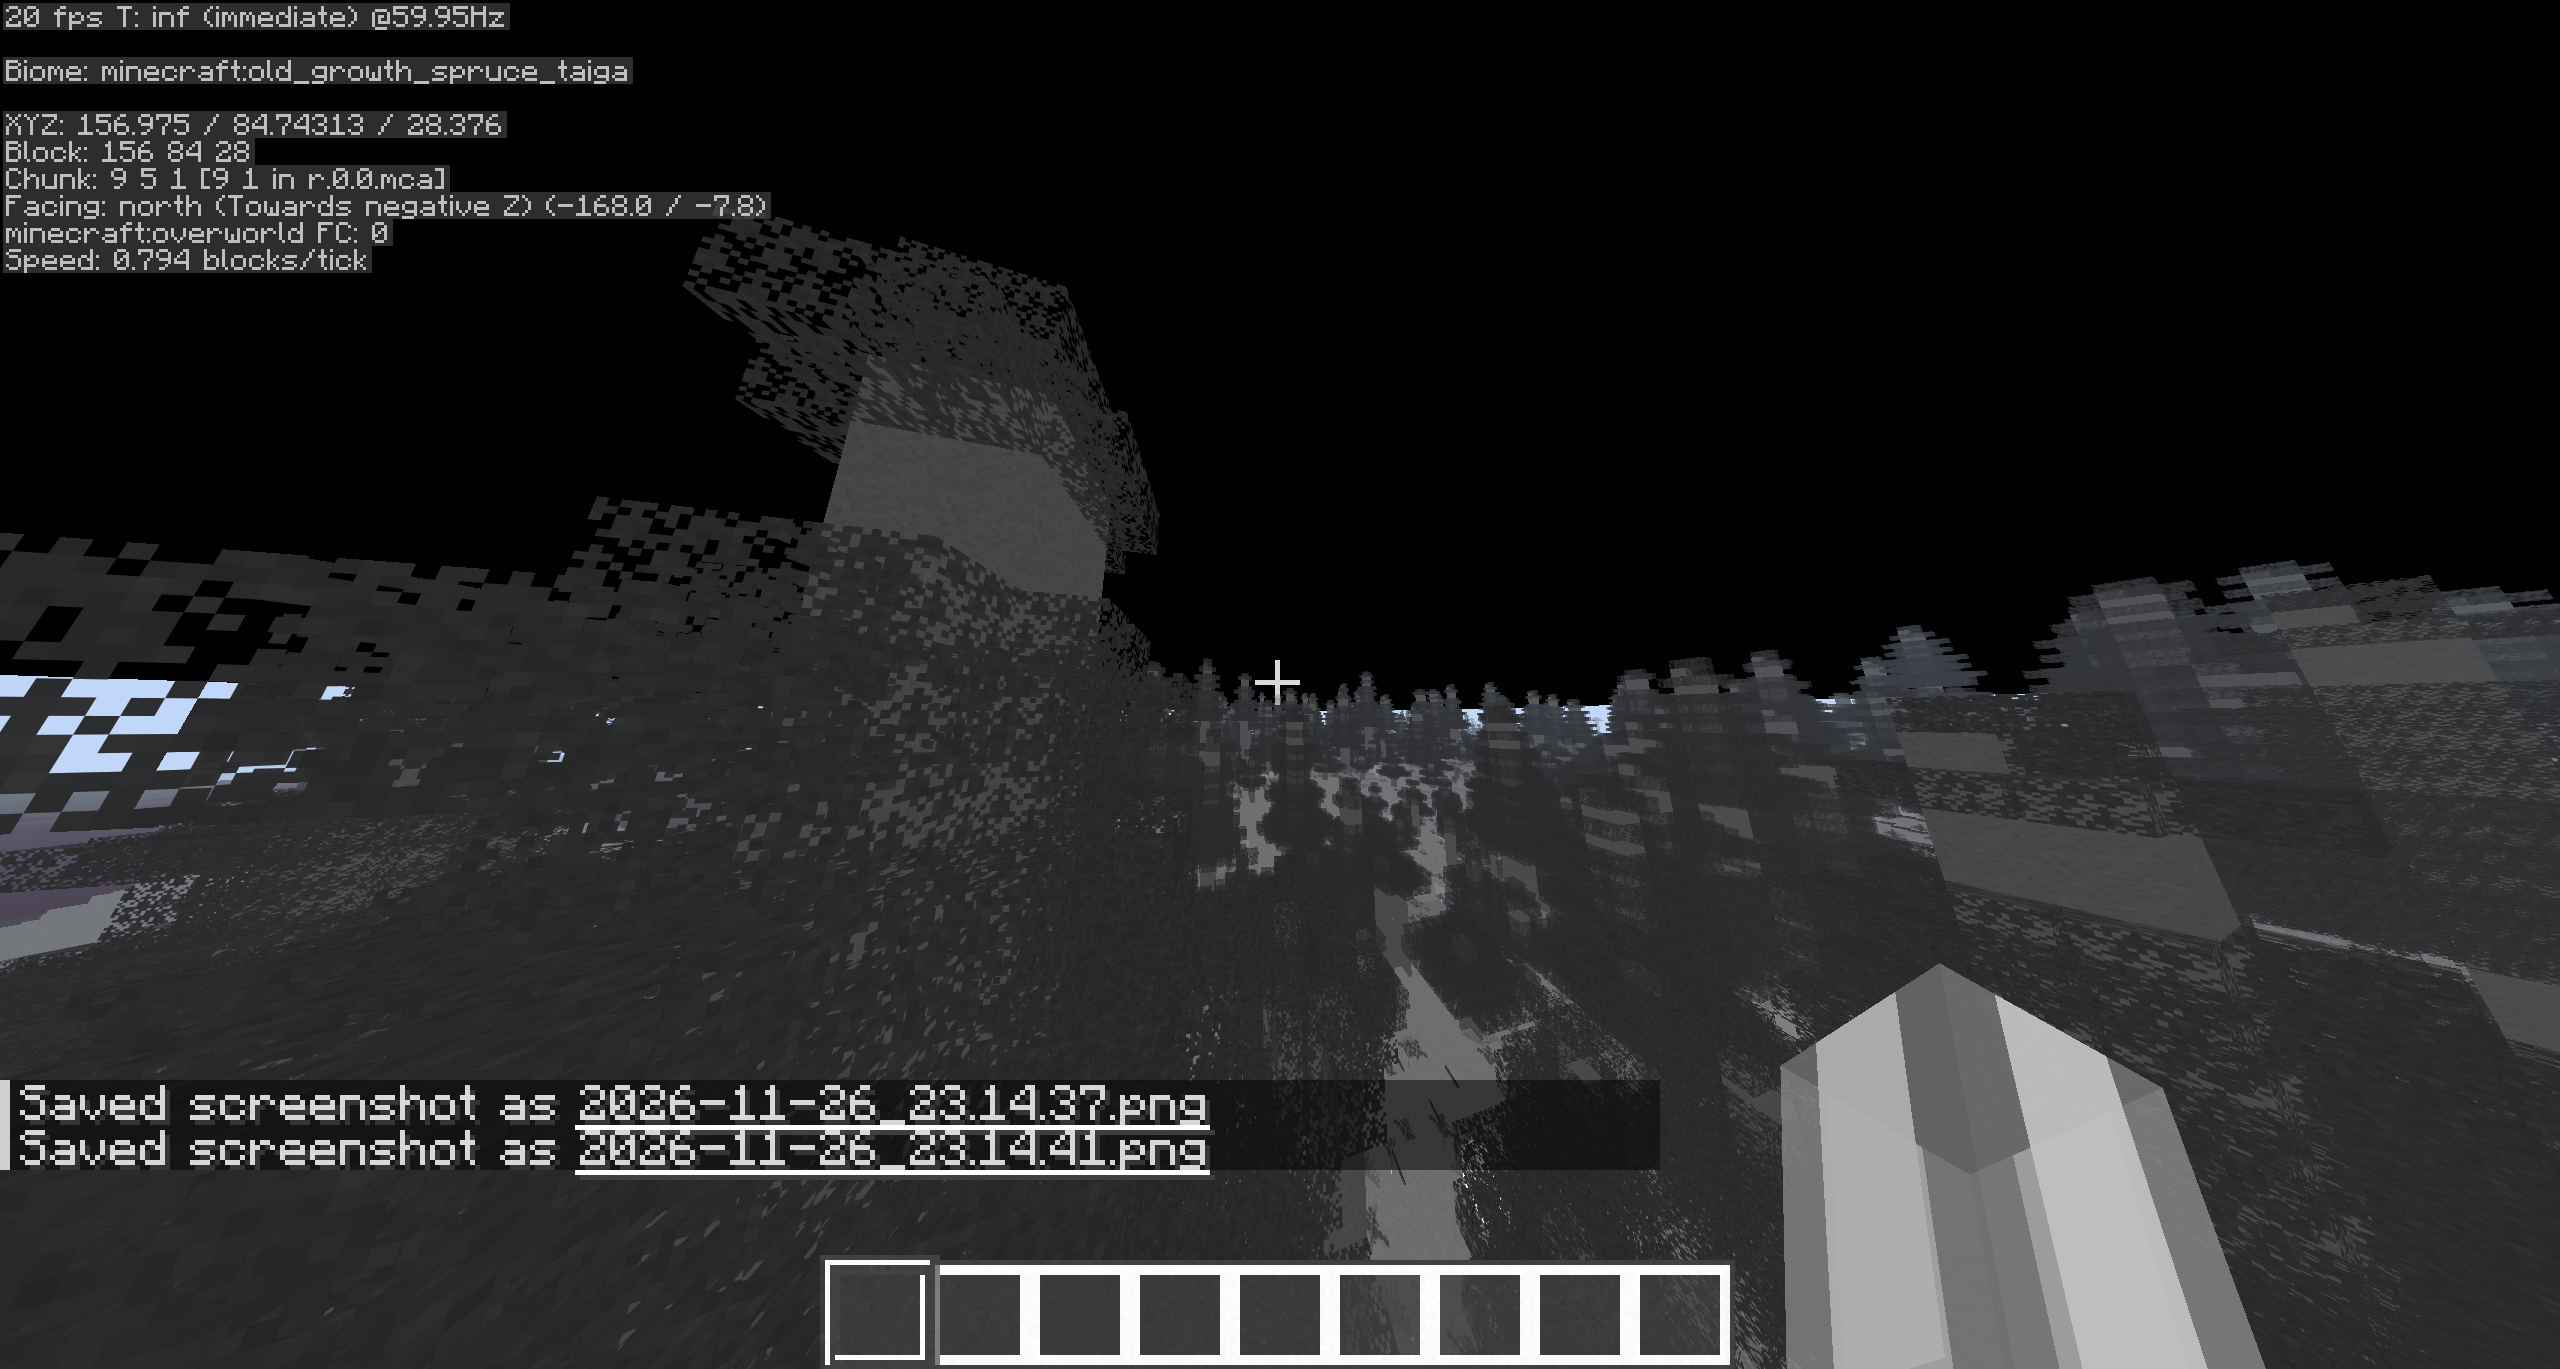 20 fps T: inf (immediate) @59.95Hz
Biome: minecraft:old_growth_spruce_taiga
XYZ: 156.975 / 84.74313 / 28.376
Block: 156 84 28
Chunk: 9 5 1 [9 1 in r.0.0.mca]
Facing: north (Towards negative Z) (-168.0 / -7.8)
minecraft:overworld FC: 0
Speed: 0.794 blocks/tick
Saved screenshot as 2026-11-26_23.14.37.png
Saved screenshot as 2026-11-26_23.14.41.png